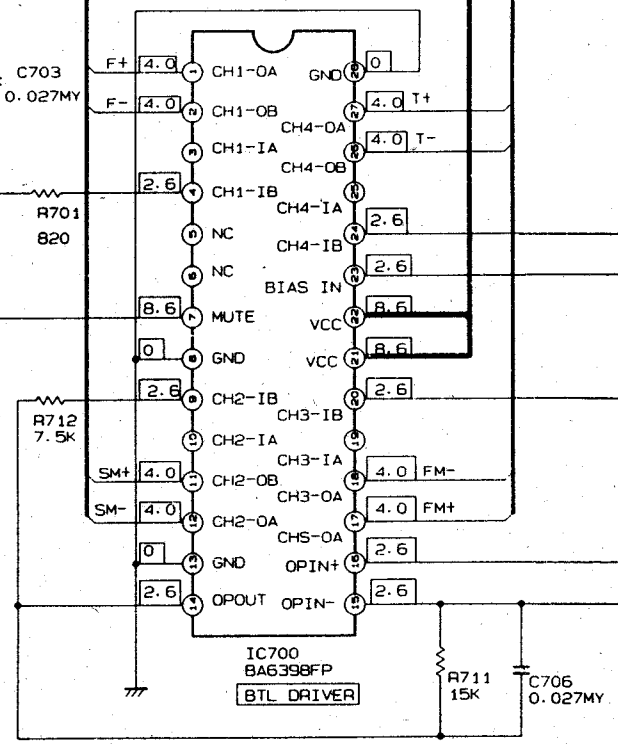 F+ 4.0 1 CH1-OA GND 28 0
C703
0.027MY
F- 4.0 2 CH1-OB 27 4.0 T+
CH4-OA
3 CH1-IA 26 4.0 T-
CH4-OB
2.6 4 CH1-IB 25
R701
820
CH4-IA
5 NC 24 2.6
CH4-IB
6 NC 23 2.6
BIAS IN
8.6 7 MUTE 22 8.6
VCC
0 8 GND 21 8.6
VCC
2.6 9 CH2-IB 20 2.6
R712
7.5K
CH3-IB
10 CH2-IA 19
CH3-IA
SM+ 4.0 11 CH2-OB 18 4.0 FM-
CH3-OA
SM- 4.0 12 CH2-OA 17 4.0 FM+
CHS-OA
0 13 GND 16 2.6
OPIN+
2.6 14 OPOUT OPIN- 15 2.6
IC700
BA6398FP
BTL DRIVER
R711
15K
C706
0.027MY